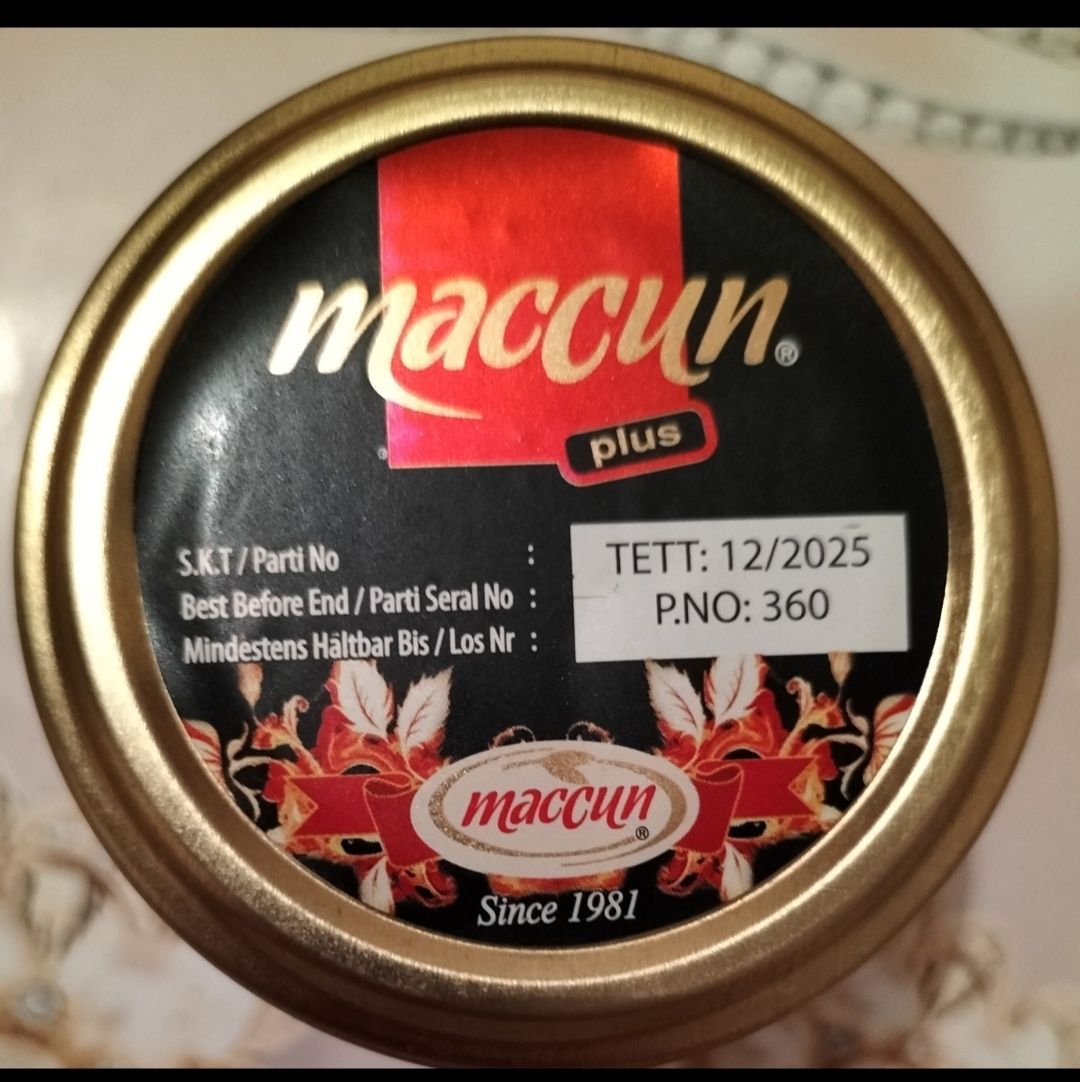 maccun®
plus
S.K.T / Parti No :
TETT: 12/2025
Best Before End / Parti Seral No :
P.NO: 360
Mindestens Hältbar Bis / Los Nr :
maccun®
Since 1981